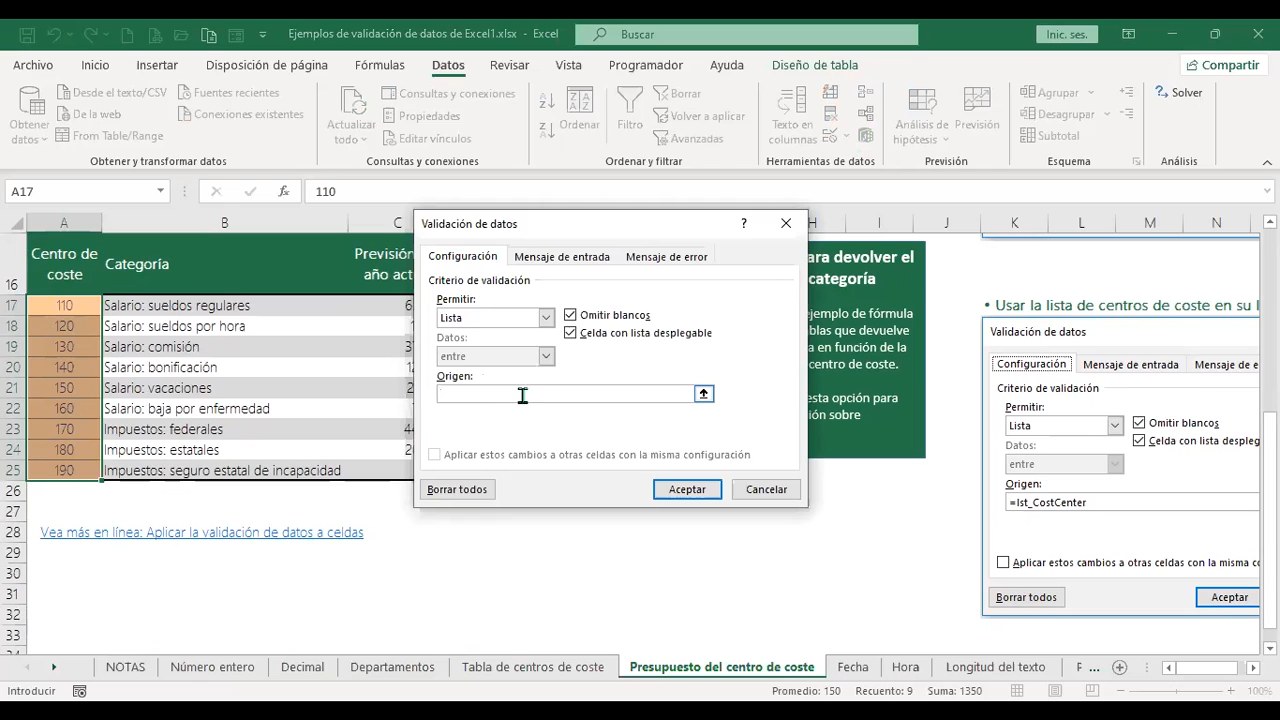 Ejemplos de validación de datos de Excel1.xlsx - Excel
Buscar
Inic. ses.
Archivo Inicio Insertar Disposición de página Fórmulas Datos Revisar Vista Programador Ayuda Diseño de tabla Compartir
Obtener datos
Desde el texto/CSV
De la web
From Table/Range
Fuentes recientes
Conexiones existentes
Obtener y transformar datos
Actualizar todo
Consultas y conexiones
Propiedades
Editar vínculos
Consultas y conexiones
Ordenar
Filtro
Borrar
Volver a aplicar
Avanzadas
Ordenar y filtrar
Texto en columnas
Herramientas de datos
Análisis de hipótesis
Previsión
Previsión
Agrupar
Desagrupar
Subtotal
Esquema
Solver
Análisis
A17
110
A B C H I J K L M N
16 Centro de coste Categoría Previsión año act
17 110 Salario: sueldos regulares 6
18 120 Salario: sueldos por hora 1
19 130 Salario: comisión 3
20 140 Salario: bonificación 12
21 150 Salario: vacaciones 2
22 160 Salario: baja por enfermedad 1
23 170 Impuestos: federales 44
24 180 Impuestos: estatales 2
25 190 Impuestos: seguro estatal de incapacidad
26
27
28 Vea más en línea: Aplicar la validación de datos a celdas
29
30
31
32
33
Validación de datos
?
Configuración Mensaje de entrada Mensaje de error
Criterio de validación
Permitir:
Lista
Omitir blancos
Celda con lista desplegable
Datos:
entre
Origen:
Aplicar estos cambios a otras celdas con la misma configuración
Borrar todos Aceptar Cancelar
ara devolver el
categoría
jemplo de fórmula
blas que devuelve
a en función de la
centro de coste.
esta opción para
ión sobre
• Usar la lista de centros de coste en su l
Validación de datos
Configuración Mensaje de entrada Mensaje de e
Criterio de validación
Permitir:
Lista
Omitir blancos
Celda con lista despleg
Datos:
entre
Origen:
=lst_CostCenter
Aplicar estos cambios a otras celdas con la misma co
Borrar todos Aceptar
NOTAS Número entero Decimal Departamentos Tabla de centros de coste Presupuesto del centro de coste Fecha Hora Longitud del texto
Introducir
Promedio: 150 Recuento: 9 Suma: 1350
100%